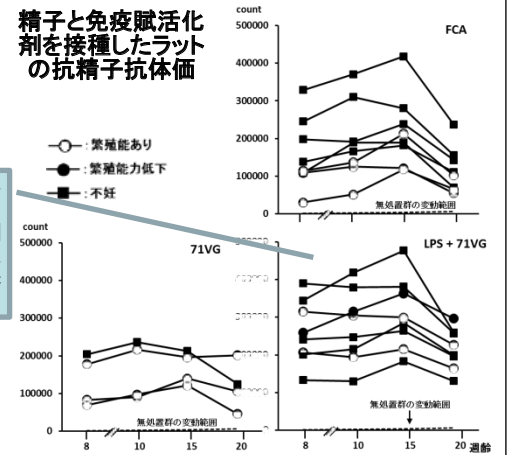 精子と免疫賦活化
剤を接種したラット
の抗精子抗体価
: 繁殖能あり
: 繁殖能力低下
: 不妊
count
FCA
500000
400000
300000
200000
100000
0
無処置群の変動範囲
count
71VG
500000
400000
300000
200000
100000
0
無処置群の変動範囲
8 10 15 20
LPS + 71VG
無処置群の変動範囲
8 10 15 20 週齢